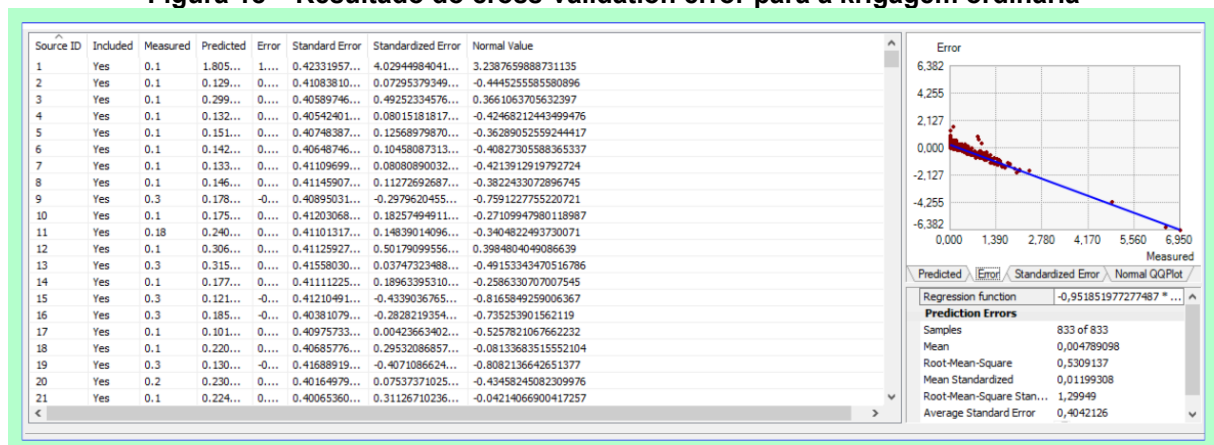 Figura 18 – Resultado do cross-validation error para a krigagem ordinária
Source ID Included Measured Predicted Error Standard Error Standardized Error Normal Value
1 Yes 0.1 1.805... 1.... 0.42331957... 4.02944984041... 3.2387659888731135
2 Yes 0.1 0.129... 0.... 0.41083810... 0.07295379349... -0.4445255585580896
3 Yes 0.1 0.299... 0.... 0.40589746... 0.49252334576... 0.3661063705632397
4 Yes 0.1 0.132... 0.... 0.40542401... 0.08015181817... -0.42468212443499476
5 Yes 0.1 0.151... 0.... 0.40748387... 0.12568979870... -0.36289052559244417
6 Yes 0.1 0.142... 0.... 0.40648746... 0.10458087313... -0.40827305588365337
7 Yes 0.1 0.133... 0.... 0.41109699... 0.08080890032... -0.4213912919792724
8 Yes 0.1 0.146... 0.... 0.41145907... 0.11272692687... -0.3822433072896745
9 Yes 0.3 0.178... -0... 0.40895031... -0.2979620455... -0.7591227755220721
10 Yes 0.1 0.175... 0.... 0.41203068... 0.18257494911... -0.27109947980118987
11 Yes 0.18 0.240... 0.... 0.41101317... 0.14839014096... -0.3404822493730071
12 Yes 0.1 0.306... 0.... 0.41125927... 0.50179099556... 0.3984804049086639
13 Yes 0.3 0.315... 0.... 0.41558030... 0.03747323488... -0.49153343470516786
14 Yes 0.1 0.177... 0.... 0.41111225... 0.18963395310... -0.2586330707007545
15 Yes 0.3 0.121... -0... 0.41210491... -0.4339036765... -0.8165849259006367
16 Yes 0.3 0.185... -0... 0.40381079... -0.2828219354... -0.735253901562119
17 Yes 0.1 0.101... 0.... 0.40975733... 0.00423663402... -0.5257821067662232
18 Yes 0.1 0.220... 0.... 0.40685776... 0.29532086857... -0.08133683515552104
19 Yes 0.3 0.130... -0... 0.41688919... -0.4071086624... -0.8082136642651377
20 Yes 0.2 0.230... 0.... 0.40164979... 0.07537371025... -0.43458245082309976
21 Yes 0.1 0.224... 0.... 0.40065360... 0.31126710236... -0.04214066900417257
Error
6,382
4,255
2,127
0,000
-2,127
-4,255
-6,382
0,000 1,390 2,780 4,170 5,560 6,950
Measured
Predicted Error Standardized Error Normal QQPlot
Regression function -0,951851977277487 * ...
Prediction Errors
Samples 833 of 833
Mean 0,004789098
Root-Mean-Square 0,5309137
Mean Standardized 0,01199308
Root-Mean-Square Stan... 1,29949
Average Standard Error 0,4042126